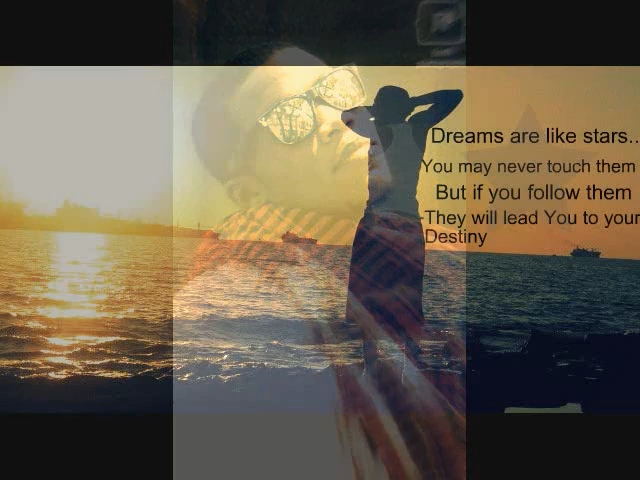 Dreams are like stars..
You may never touch them
But if you follow them
They will lead You to your
Destiny